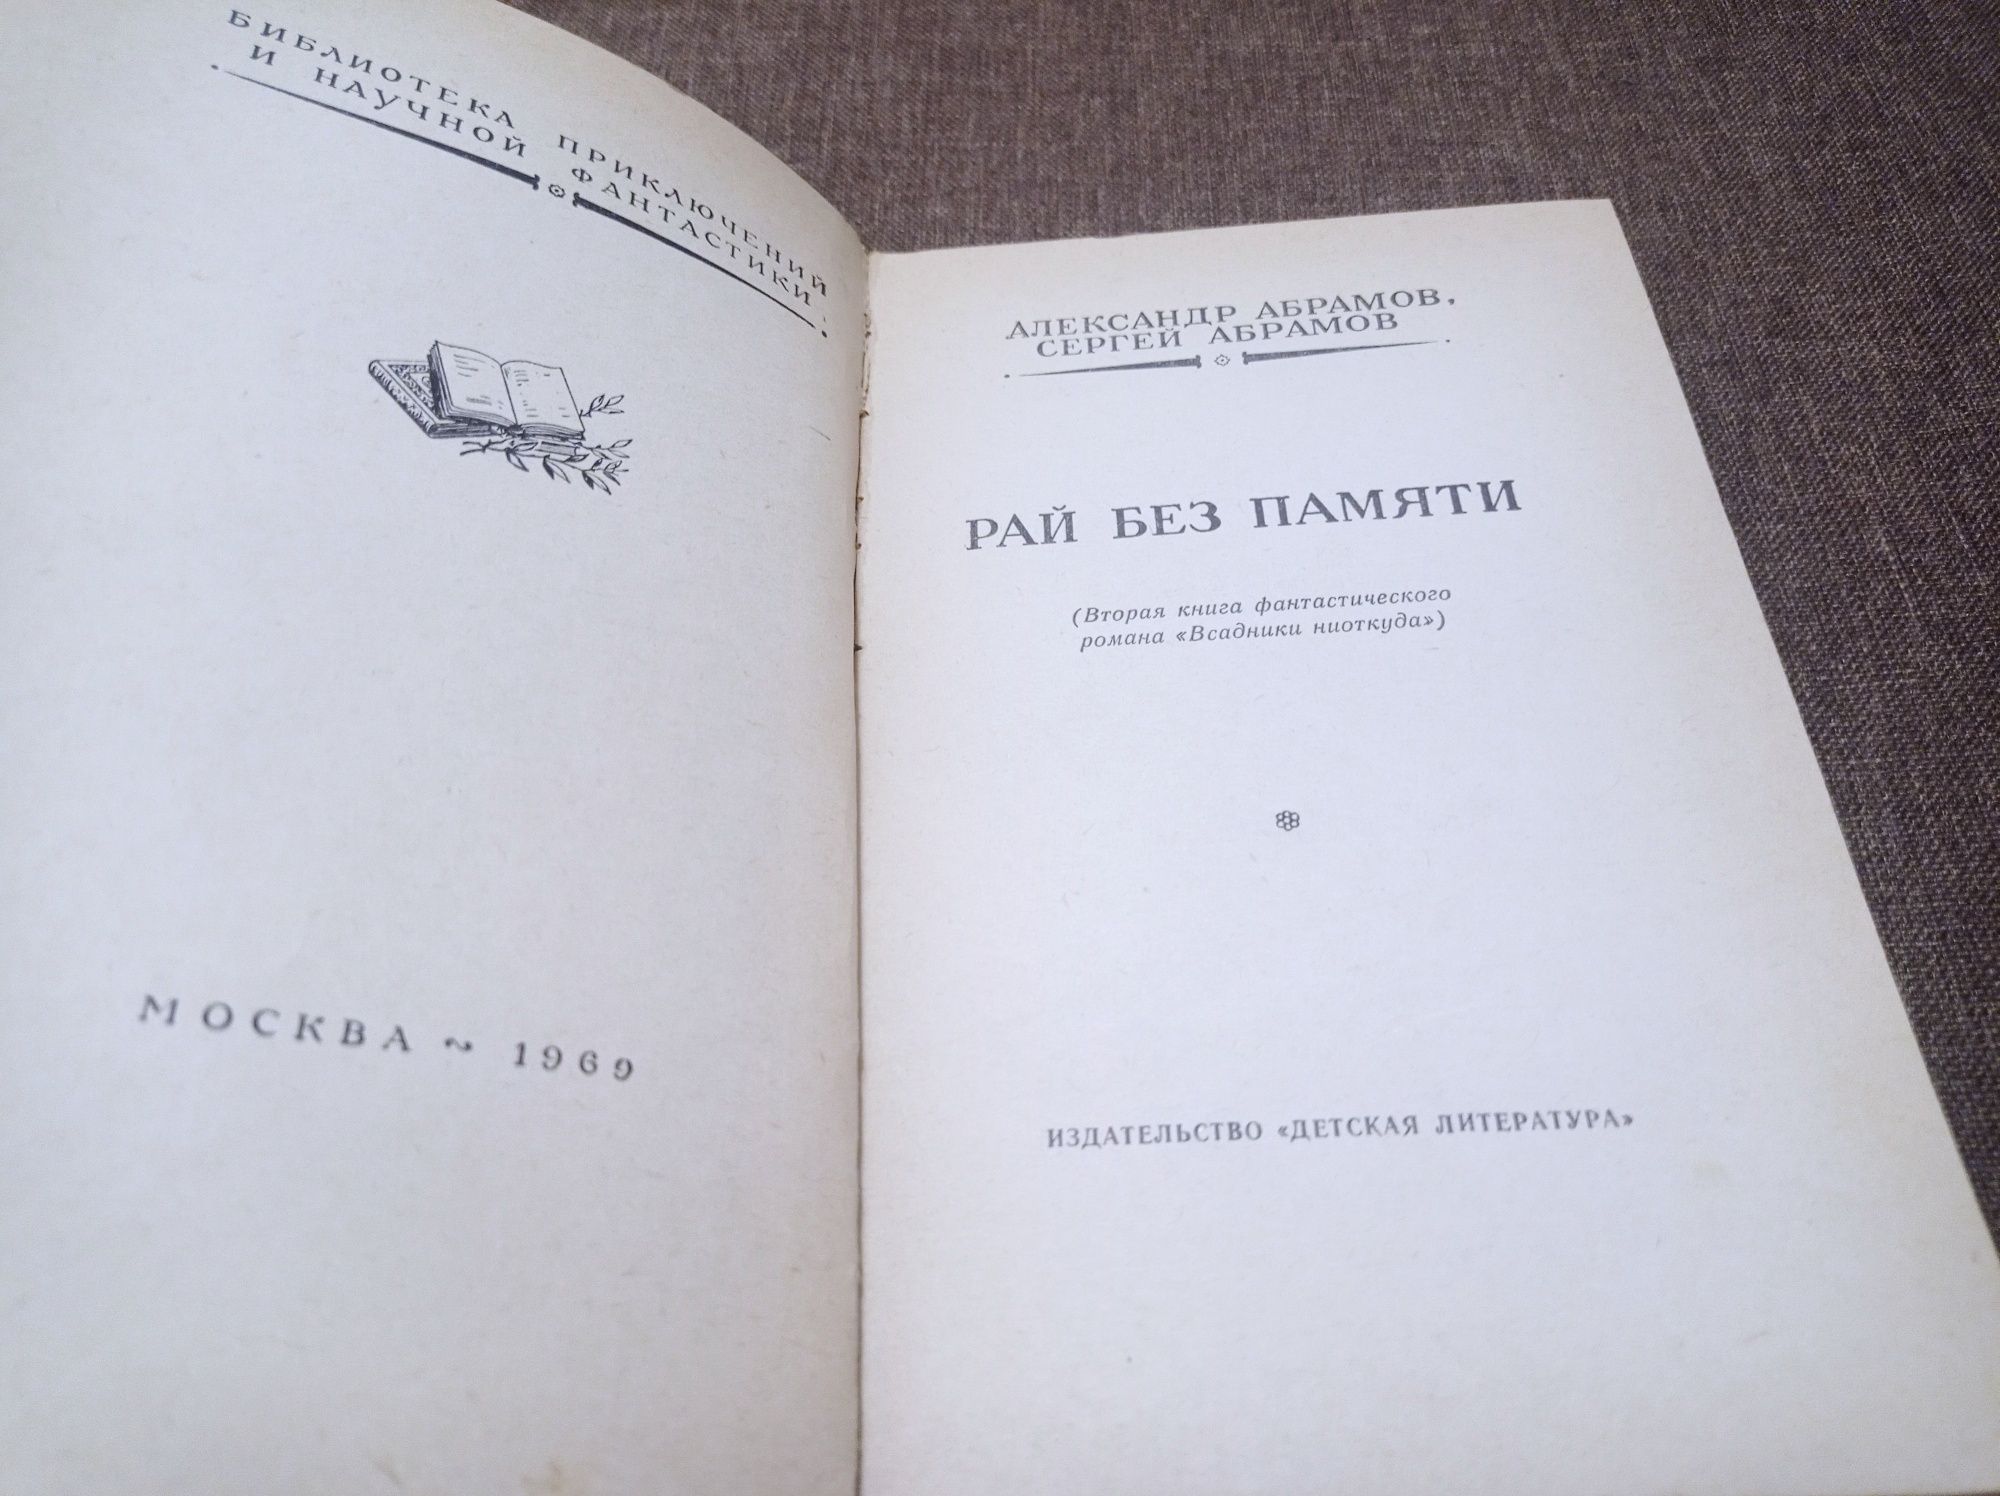 БИБЛИОТЕКА ПРИКЛЮЧЕНИЙ
И НАУЧНОЙ ФАНТАСТИКИ
МОСКВА ~ 1969
АЛЕКСАНДР АБРАМОВ,
СЕРГЕЙ АБРАМОВ
РАЙ БЕЗ ПАМЯТИ
(Вторая книга фантастического
романа «Всадники ниоткуда»)
ИЗДАТЕЛЬСТВО «ДЕТСКАЯ ЛИТЕРАТУРА»